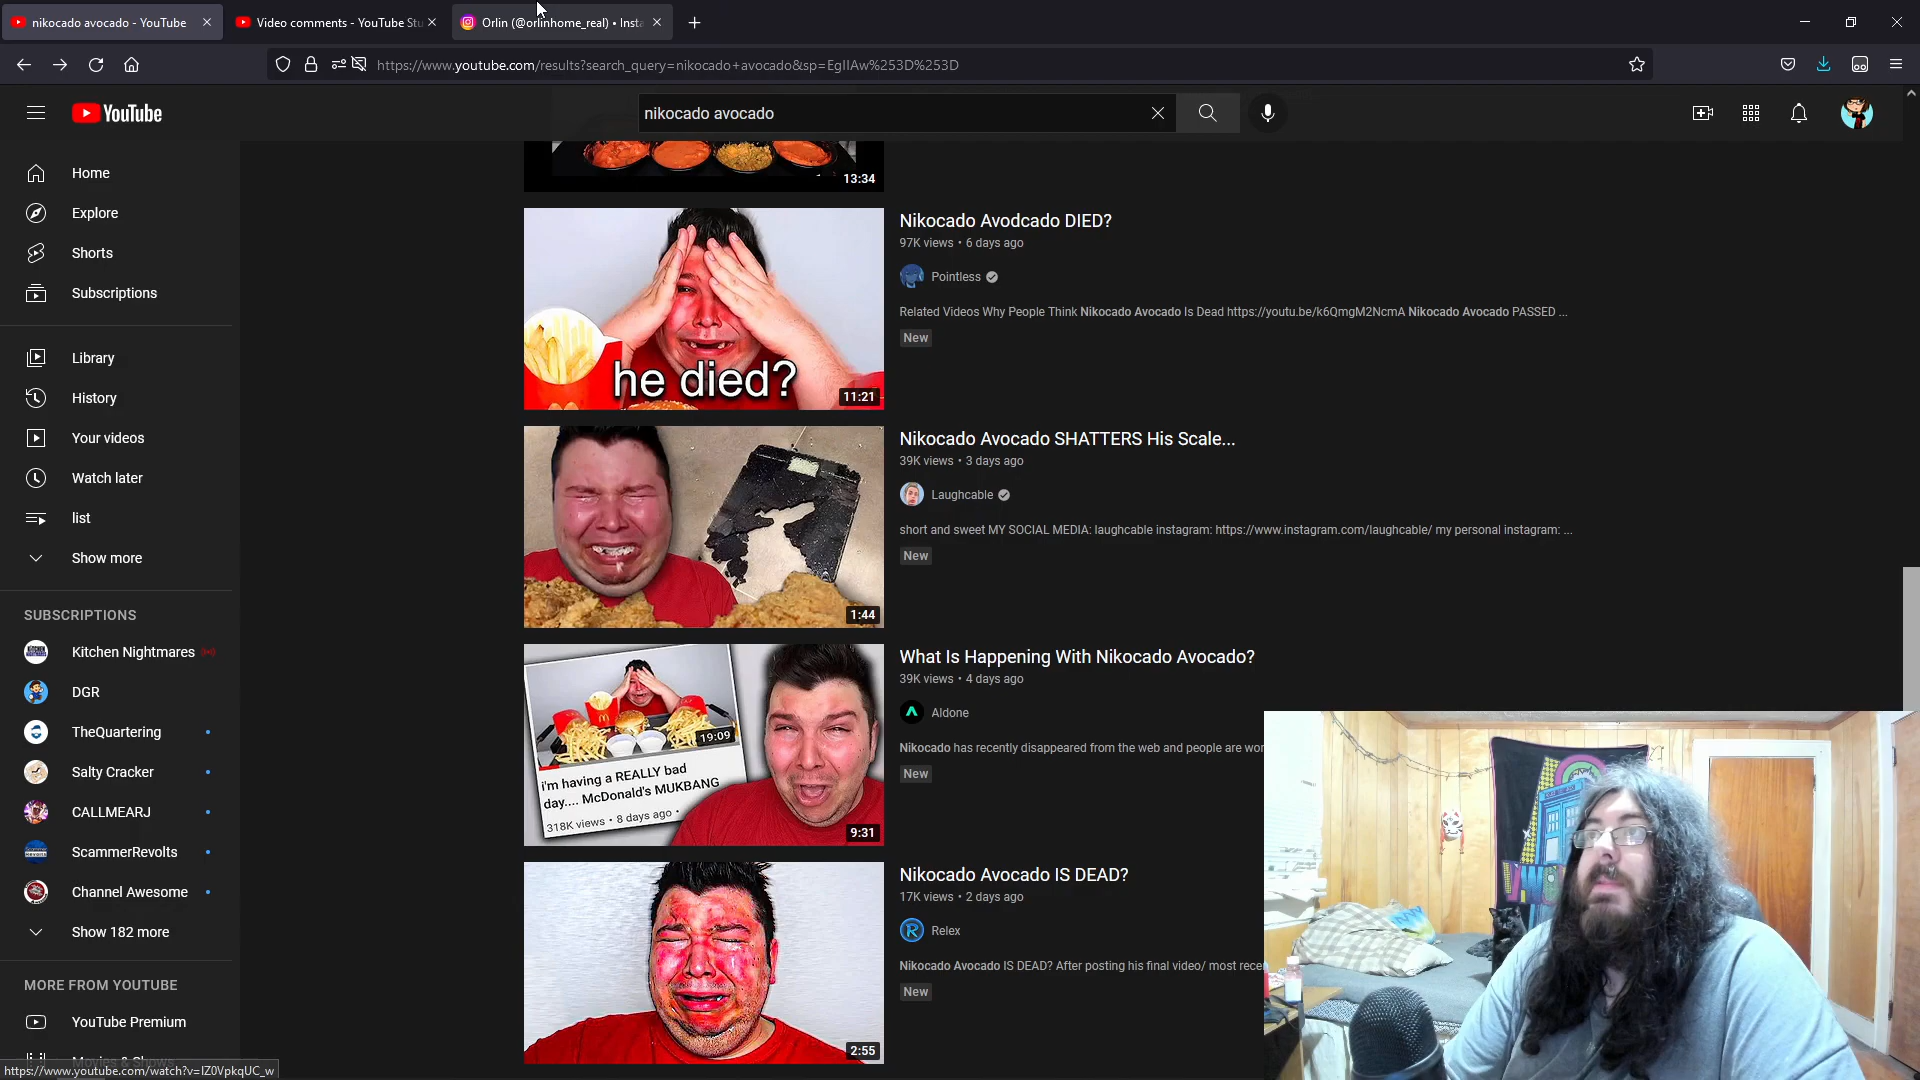 nikocado avocado - YouTube
Video comments - YouTube Stu
Orlin (@orlinhome_real) • Insta
https://www.youtube.com/results?search_query=nikocado+avocado&sp=EgIIAw%253D%253D
YouTube
nikocado avocado
Home
Explore
Shorts
Subscriptions
Library
History
Your videos
Watch later
list
Show more
SUBSCRIPTIONS
Kitchen Nightmares
DGR
TheQuartering
Salty Cracker
CALLMEARJ
ScammerRevolts
Channel Awesome
Show 182 more
MORE FROM YOUTUBE
YouTube Premium
Movies & Shows
https://www.youtube.com/watch?v=IZ0VpkqUC_w
13:34
he died?
11:21
Nikocado Avodcado DIED?
97K views • 6 days ago
Pointless
Related Videos Why People Think Nikocado Avocado Is Dead https://youtu.be/k6QmgM2NcmA Nikocado Avocado PASSED ...
New
1:44
Nikocado Avocado SHATTERS His Scale...
39K views • 3 days ago
Laughcable
short and sweet MY SOCIAL MEDIA: laughcable instagram: https://www.instagram.com/laughcable/ my personal instagram: ...
New
19:09
i'm having a REALLY bad
day.... McDonald's MUKBANG
318K views • 8 days ago
9:31
What Is Happening With Nikocado Avocado?
39K views • 4 days ago
Aldone
Nikocado has recently disappeared from the web and people are wor
New
2:55
Nikocado Avocado IS DEAD?
17K views • 2 days ago
Relex
Nikocado Avocado IS DEAD? After posting his final video/ most rece
New